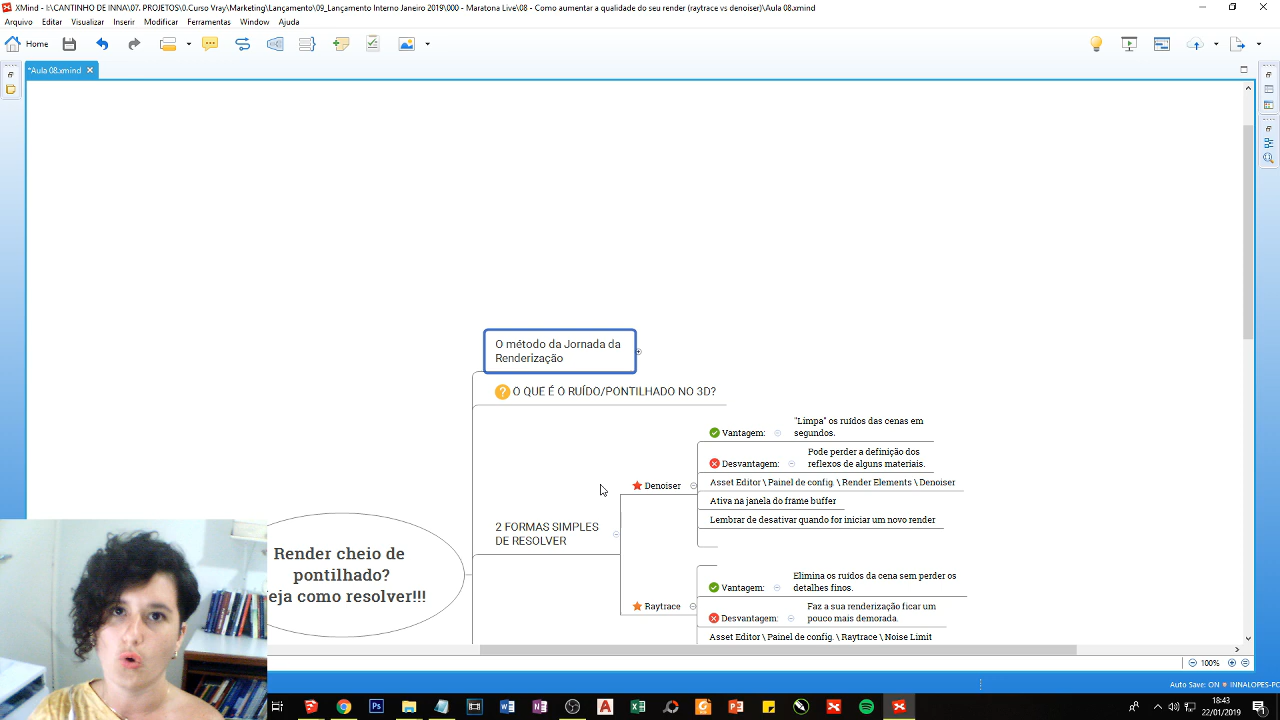 XMind - I:\CANTINHO DE INNA\07. PROJETOS\0.Curso Vray\Marketing\Lançamento\09_Lançamento Interno Janeiro 2019\000 - Maratona Live\08 - Como aumentar a qualidade do seu render (raytrace vs denoiser)\Aula 08.xmind
Arquivo Editar Visualizar Inserir Modificar Ferramentas Window Ajuda
Home
*Aula 08.xmind
O método da Jornada da
Renderização
O QUE É O RUÍDO/PONTILHADO NO 3D?
2 FORMAS SIMPLES
DE RESOLVER
Denoiser
Vantagem:
"Limpa" os ruídos das cenas em
segundos.
Desvantagem:
Pode perder a definição dos
reflexos de alguns materiais.
Asset Editor \ Painel de config. \ Render Elements \ Denoiser
Ativa na janela do frame buffer
Lembrar de desativar quando for iniciar um novo render
Render cheio de
pontilhado?
eja como resolver!!!
Raytrace
Vantagem:
Elimina os ruídos da cena sem perder os
detalhes finos.
Desvantagem:
Faz a sua renderização ficar um
pouco mais demorada.
Asset Editor \ Painel de config. \ Raytrace \ Noise Limit
100%
Auto Save: ON INNALOPES-PC
18:43
22/01/2019